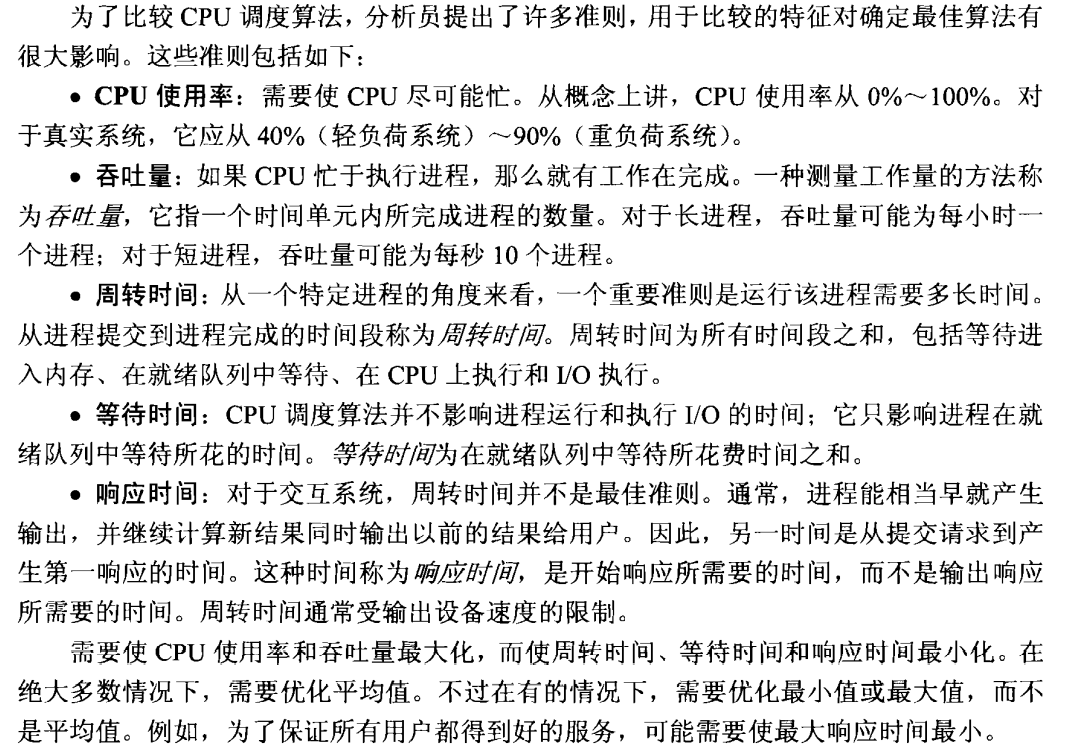 为了比较 CPU 调度算法，分析员提出了许多准则，用于比较的特征对确定最佳算法有
很大影响。这些准则包括如下：
• CPU 使用率：需要使 CPU 尽可能忙。从概念上讲，CPU 使用率从 0%～100%。对
于真实系统，它应从 40%（轻负荷系统）～90%（重负荷系统）。
• 吞吐量：如果 CPU 忙于执行进程，那么就有工作在完成。一种测量工作量的方法称
为吞吐量，它指一个时间单元内所完成进程的数量。对于长进程，吞吐量可能为每小时一
个进程；对于短进程，吞吐量可能为每秒 10 个进程。
• 周转时间：从一个特定进程的角度来看，一个重要准则是运行该进程需要多长时间。
从进程提交到进程完成的时间段称为周转时间。周转时间为所有时间段之和，包括等待进
入内存、在就绪队列中等待、在 CPU 上执行和 I/O 执行。
• 等待时间：CPU 调度算法并不影响进程运行和执行 I/O 的时间；它只影响进程在就
绪队列中等待所花的时间。等待时间为在就绪队列中等待所花费时间之和。
• 响应时间：对于交互系统，周转时间并不是最佳准则。通常，进程能相当早就产生
输出，并继续计算新结果同时输出以前的结果给用户。因此，另一时间是从提交请求到产
生第一响应的时间。这种时间称为响应时间，是开始响应所需要的时间，而不是输出响应
所需要的时间。周转时间通常受输出设备速度的限制。
需要使 CPU 使用率和吞吐量最大化，而使周转时间、等待时间和响应时间最小化。在
绝大多数情况下，需要优化平均值。不过在有的情况下，需要优化最小值或最大值，而不
是平均值。例如，为了保证所有用户都得到好的服务，可能需要使最大响应时间最小。